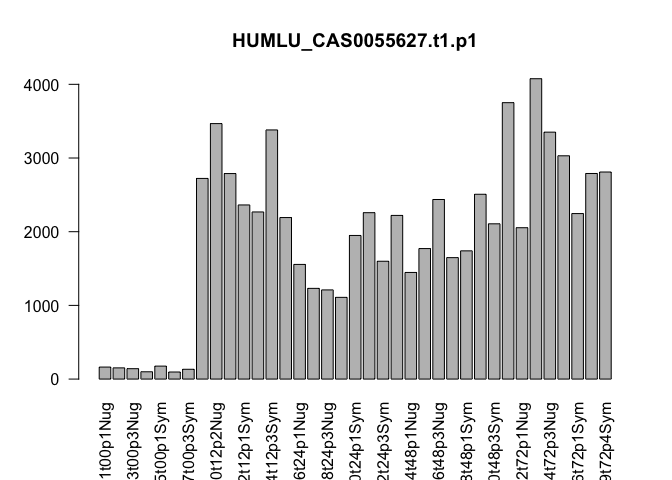 HUMLU_CAS0055627.t1.p1
4000
3000
2000
1000
0
1t00p1Nug
3t00p3Nug
5t00p1Sym
7t00p3Sym
0t12p2Nug
2t12p1Sym
4t12p3Sym
6t24p1Nug
8t24p3Nug
0t24p1Sym
2t24p3Sym
4t48p1Nug
6t48p3Nug
8t48p1Sym
0t48p3Sym
2t72p1Nug
4t72p3Nug
6t72p1Sym
9t72p4Sym